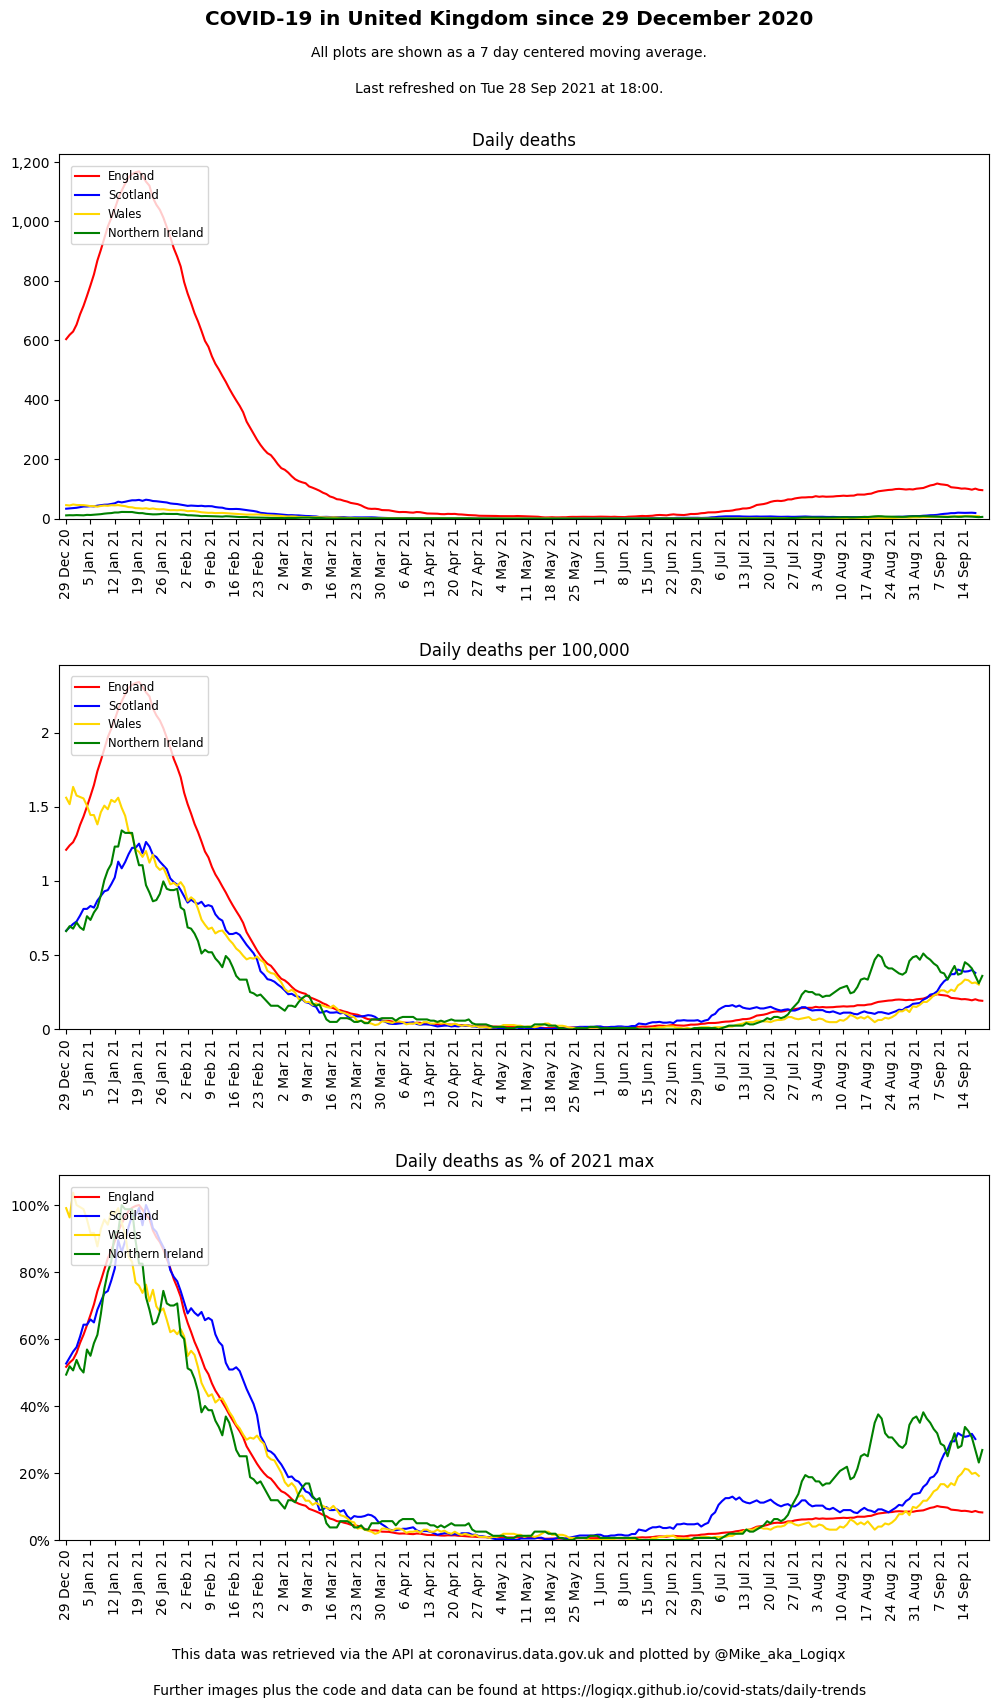 COVID-19 in United Kingdom since 29 December 2020
All plots are shown as a 7 day centered moving average.
Last refreshed on Tue 28 Sep 2021 at 18:00.
Daily deaths
1,200
1,000
800
600
400
200
0
England
Scotland
Wales
Northern Ireland
29 Dec 20
5 Jan 21
12 Jan 21
19 Jan 21
26 Jan 21
2 Feb 21
9 Feb 21
16 Feb 21
23 Feb 21
2 Mar 21
9 Mar 21
16 Mar 21
23 Mar 21
30 Mar 21
6 Apr 21
13 Apr 21
20 Apr 21
27 Apr 21
4 May 21
11 May 21
18 May 21
25 May 21
1 Jun 21
8 Jun 21
15 Jun 21
22 Jun 21
29 Jun 21
6 Jul 21
13 Jul 21
20 Jul 21
27 Jul 21
3 Aug 21
10 Aug 21
17 Aug 21
24 Aug 21
31 Aug 21
7 Sep 21
14 Sep 21
Daily deaths per 100,000
2
1.5
1
0.5
0
England
Scotland
Wales
Northern Ireland
29 Dec 20
5 Jan 21
12 Jan 21
19 Jan 21
26 Jan 21
2 Feb 21
9 Feb 21
16 Feb 21
23 Feb 21
2 Mar 21
9 Mar 21
16 Mar 21
23 Mar 21
30 Mar 21
6 Apr 21
13 Apr 21
20 Apr 21
27 Apr 21
4 May 21
11 May 21
18 May 21
25 May 21
1 Jun 21
8 Jun 21
15 Jun 21
22 Jun 21
29 Jun 21
6 Jul 21
13 Jul 21
20 Jul 21
27 Jul 21
3 Aug 21
10 Aug 21
17 Aug 21
24 Aug 21
31 Aug 21
7 Sep 21
14 Sep 21
Daily deaths as % of 2021 max
100%
80%
60%
40%
20%
0%
England
Scotland
Wales
Northern Ireland
29 Dec 20
5 Jan 21
12 Jan 21
19 Jan 21
26 Jan 21
2 Feb 21
9 Feb 21
16 Feb 21
23 Feb 21
2 Mar 21
9 Mar 21
16 Mar 21
23 Mar 21
30 Mar 21
6 Apr 21
13 Apr 21
20 Apr 21
27 Apr 21
4 May 21
11 May 21
18 May 21
25 May 21
1 Jun 21
8 Jun 21
15 Jun 21
22 Jun 21
29 Jun 21
6 Jul 21
13 Jul 21
20 Jul 21
27 Jul 21
3 Aug 21
10 Aug 21
17 Aug 21
24 Aug 21
31 Aug 21
7 Sep 21
14 Sep 21
This data was retrieved via the API at coronavirus.data.gov.uk and plotted by @Mike_aka_Logiqx
Further images plus the code and data can be found at https://logiqx.github.io/covid-stats/daily-trends